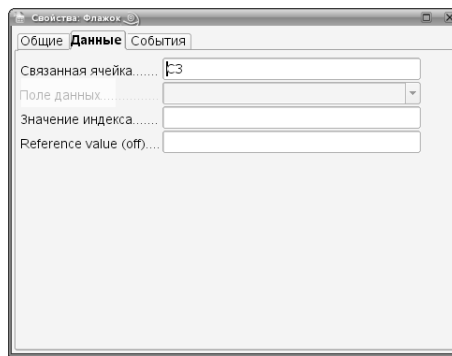 Свойства: Флажок
Общие Данные События
Связанная ячейка....... C3
Поле данных ..............
Значение индекса.......
Reference value (off)....